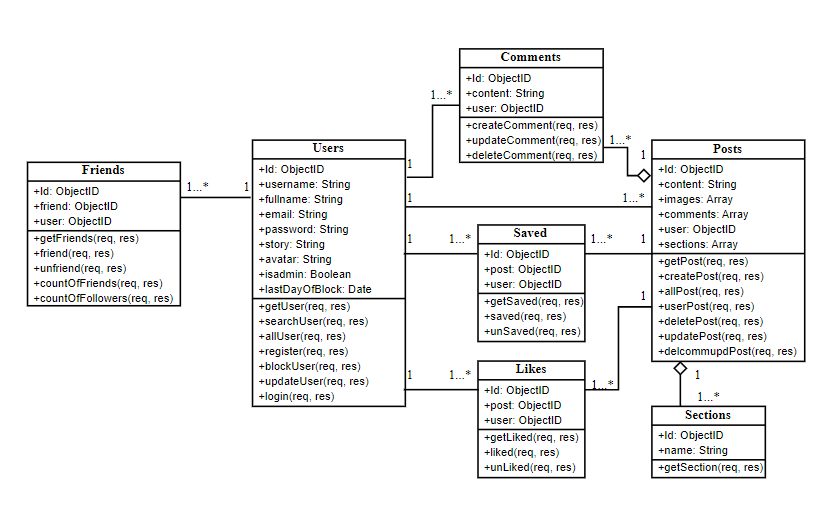 Comments
+Id: ObjectID
+content: String
+user: ObjectID
+createComment(req, res)
+updateComment(req, res)
+deleteComment(req, res)
1...*
1...*
1
Users
+Id: ObjectID
+username: String
+fullname: String
+email: String
+password: String
+story: String
+avatar: String
+isadmin: Boolean
+lastDayOfBlock: Date
+getUser(req, res)
+searchUser(req, res)
+allUser(req, res)
+register(req, res)
+blockUser(req, res)
+updateUser(req, res)
+login(req, res)
Friends
+Id: ObjectID
+friend: ObjectID
+user: ObjectID
+getFriends(req, res)
+friend(req, res)
+unfriend(req, res)
+countOfFriends(req, res)
+countOfFollowers(req, res)
1...*
1
1
1
1...*
Posts
+Id: ObjectID
+content: String
+images: Array
+comments: Array
+user: ObjectID
+sections: Array
+getPost(req, res)
+createPost(req, res)
+allPost(req, res)
+userPost(req, res)
+deletePost(req, res)
+updatePost(req, res)
+delcommupdPost(req, res)
Saved
+Id: ObjectID
+post: ObjectID
+user: ObjectID
+getSaved(req, res)
+saved(req, res)
+unSaved(req, res)
1
1...*
1...*
1
1
Likes
+Id: ObjectID
+post: ObjectID
+user: ObjectID
+getLiked(req, res)
+liked(req, res)
+unLiked(req, res)
1
1...*
1...*
1
1...*
Sections
+Id: ObjectID
+name: String
+getSection(req, res)